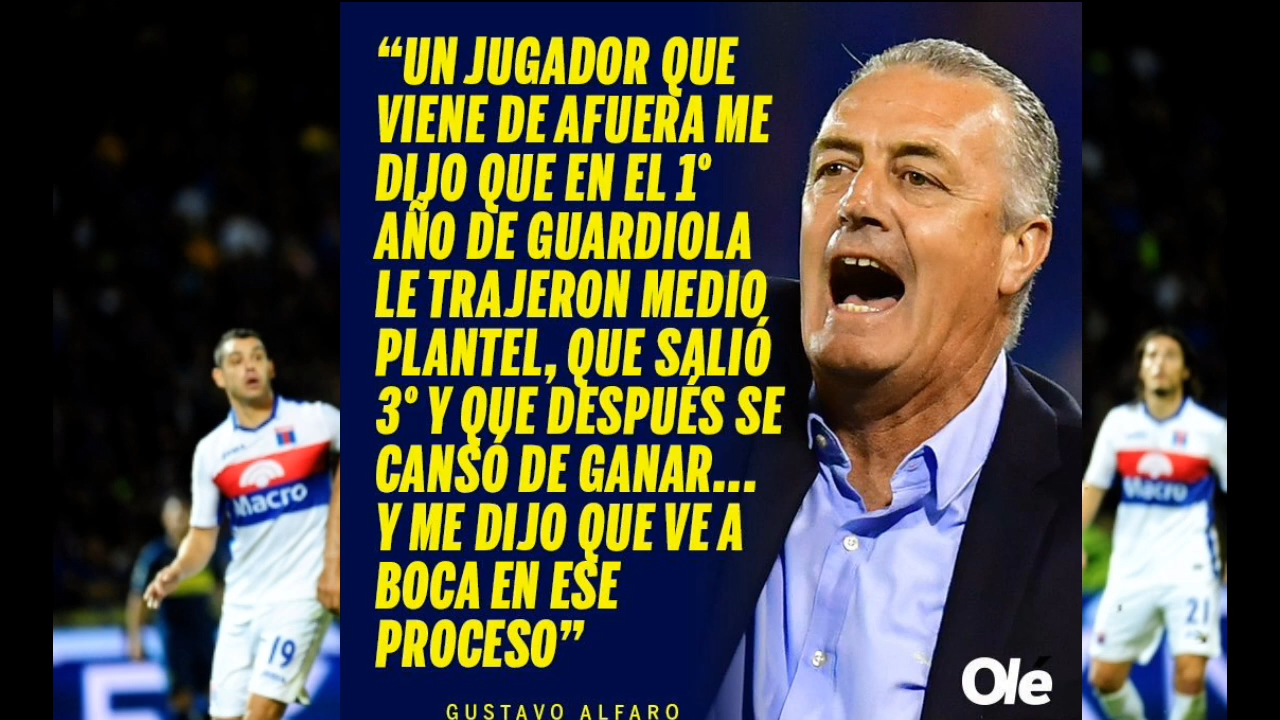 “UN JUGADOR QUE
VIENE DE AFUERA ME
DIJO QUE EN EL 1º
AÑO DE GUARDIOLA
LE TRAJERON MEDIO
PLANTEL, QUE SALIÓ
3º Y QUE DESPUÉS SE
CANSÓ DE GANAR...
Y ME DIJO QUE VE A
BOCA EN ESE
PROCESO”
GUSTAVO ALFARO
Olé
Macro
19
Macro
21